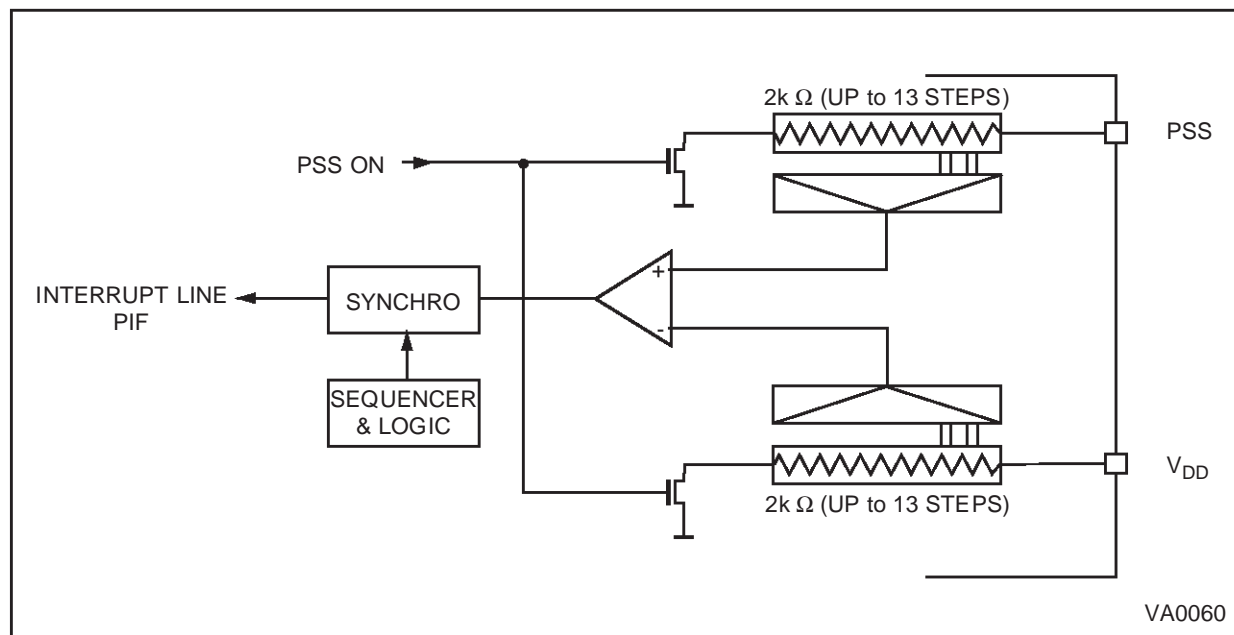 2k Ω (UP to 13 STEPS)
PSS
PSS ON
+
INTERRUPT LINE
PIF
SYNCHRO
-
SEQUENCER
& LOGIC
VDD
2k Ω (UP to 13 STEPS)
VA0060